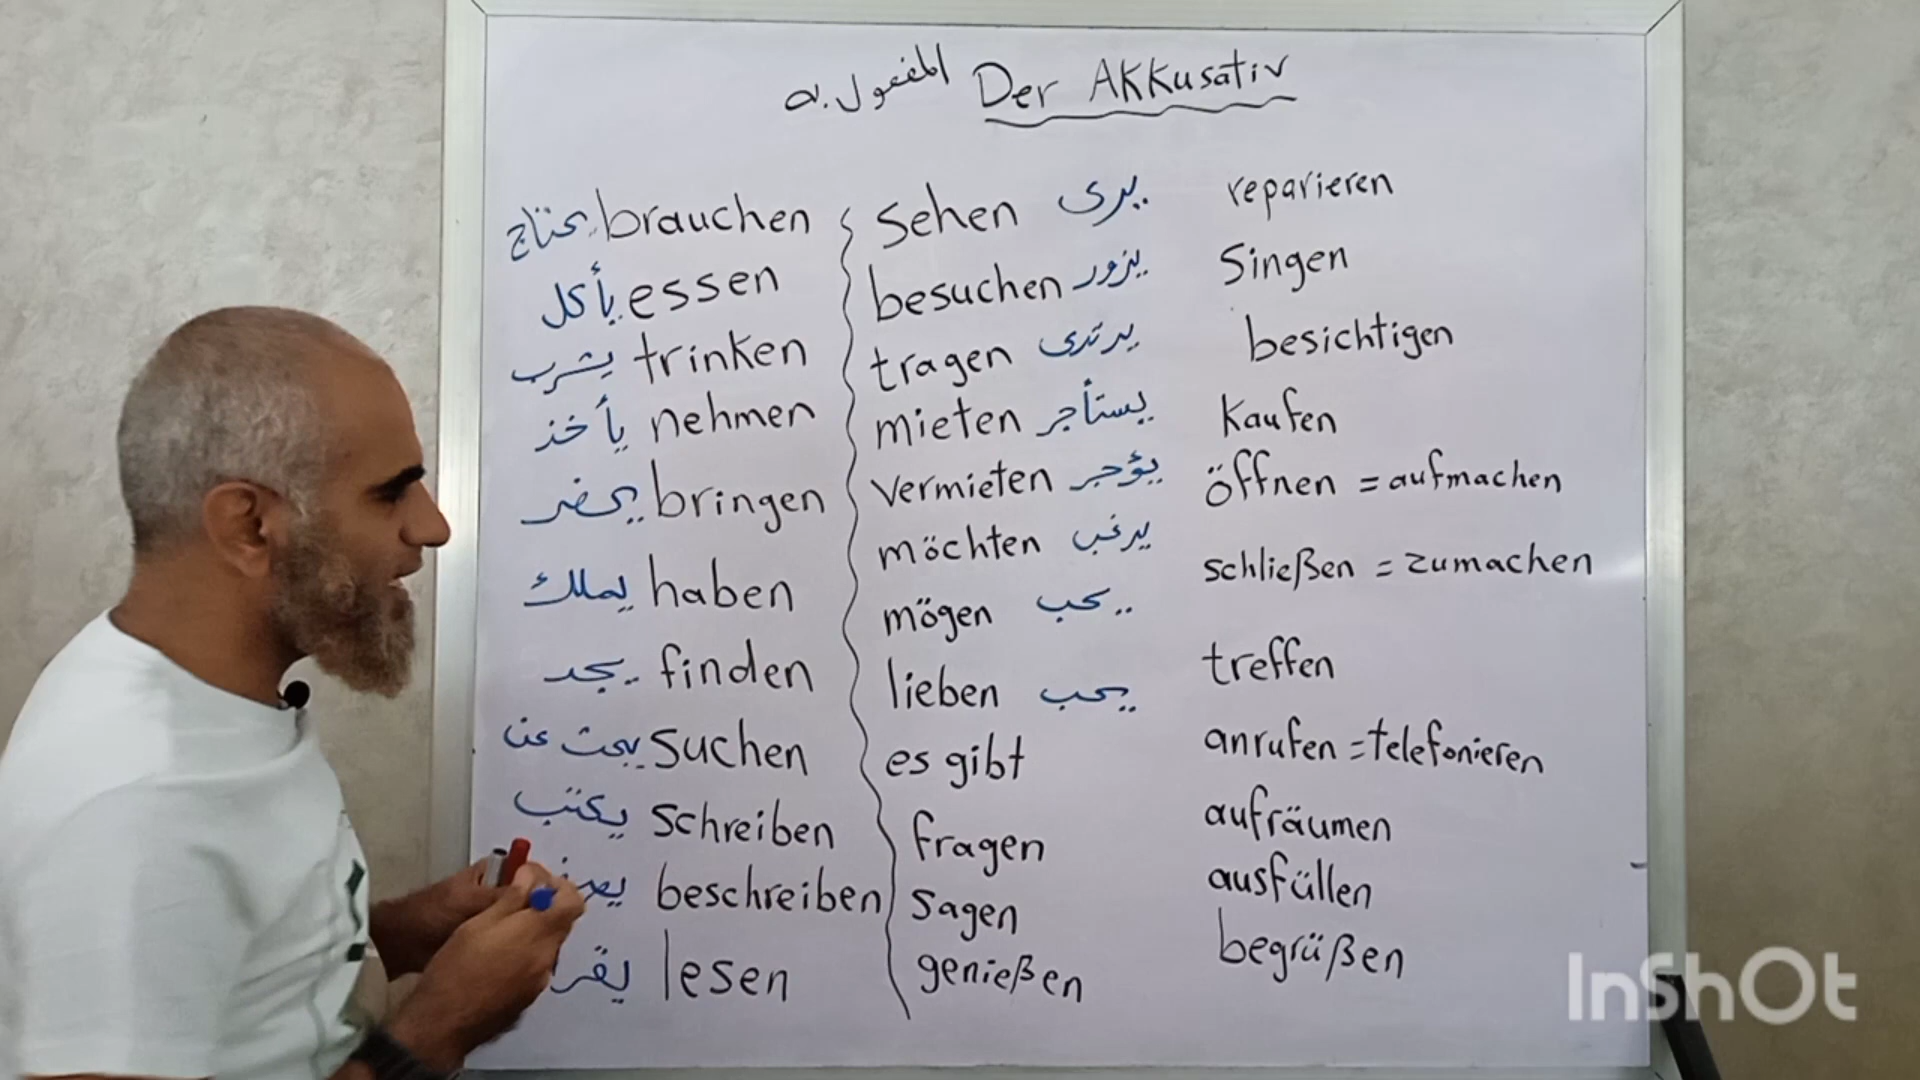 Der AKKusativ المفعول به
brauchen يحتاج
essen يأكل
trinken يشرب
nehmen يأخذ
bringen يحضر
haben يملك
finden يجد
suchen يبحث عن
schreiben يكتب
beschreiben
lesen
sehen يرى
besuchen يزور
tragen يرتدى
mieten يستأجر
vermieten يؤجر
möchten يرغب
mögen يحب
lieben يحب
es gibt
fragen
sagen
genießen
reparieren
singen
besichtigen
kaufen
öffnen = aufmachen
schließen = zumachen
treffen
anrufen = telefonieren
aufräumen
ausfüllen
begrüßen
InShOt